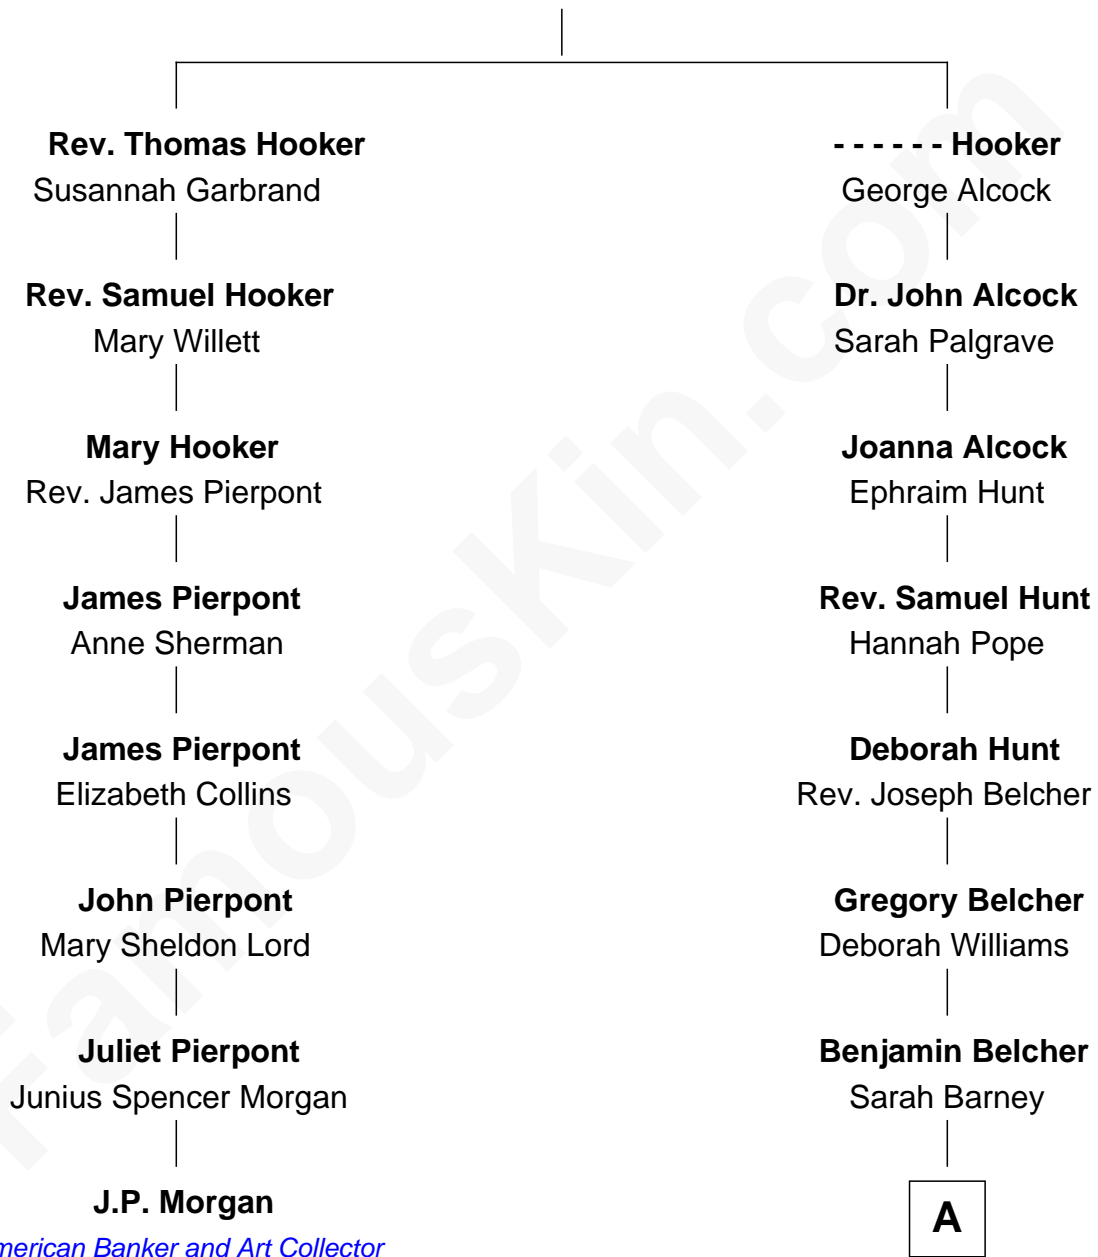 Rev. Thomas Hooker
Susannah Garbrand
Rev. Samuel Hooker
Mary Willett
Mary Hooker
Rev. James Pierpont
James Pierpont
Anne Sherman
James Pierpont
Elizabeth Collins
John Pierpont
Mary Sheldon Lord
Juliet Pierpont
Junius Spencer Morgan
J.P. Morgan
merican Banker and Art Collector
- - - - - - Hooker
George Alcock
Dr. John Alcock
Sarah Palgrave
Joanna Alcock
Ephraim Hunt
Rev. Samuel Hunt
Hannah Pope
Deborah Hunt
Rev. Joseph Belcher
Gregory Belcher
Deborah Williams
Benjamin Belcher
Sarah Barney
A
FamousKin.com